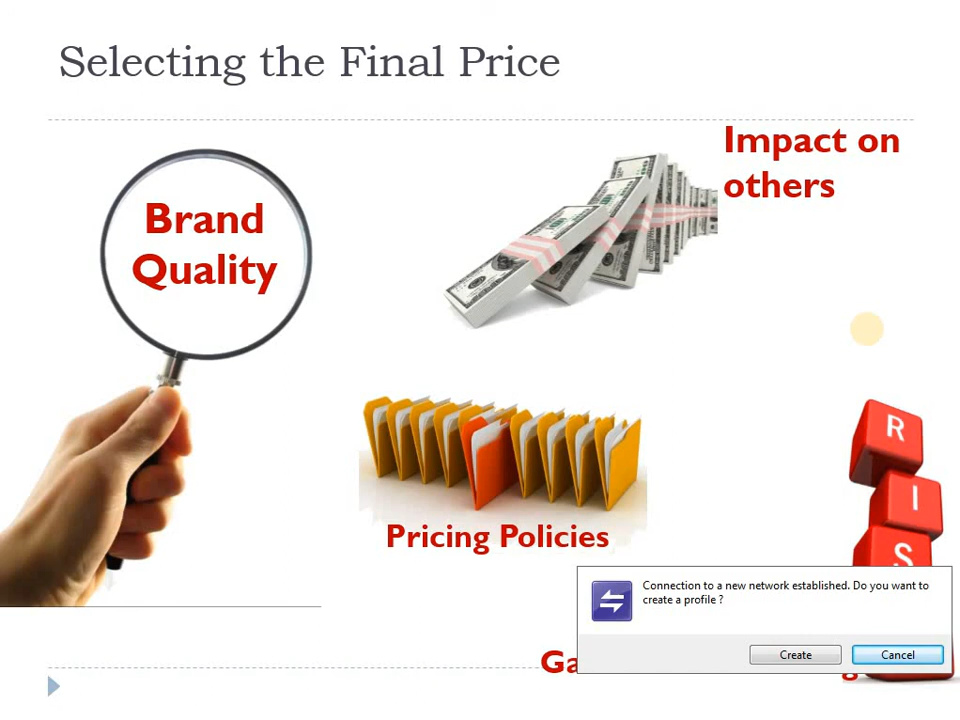 Selecting the Final Price
Impact on
others
Brand
Quality
R
I
S
Pricing Policies
Connection to a new network established. Do you want to
create a profile ?
Create
Cancel